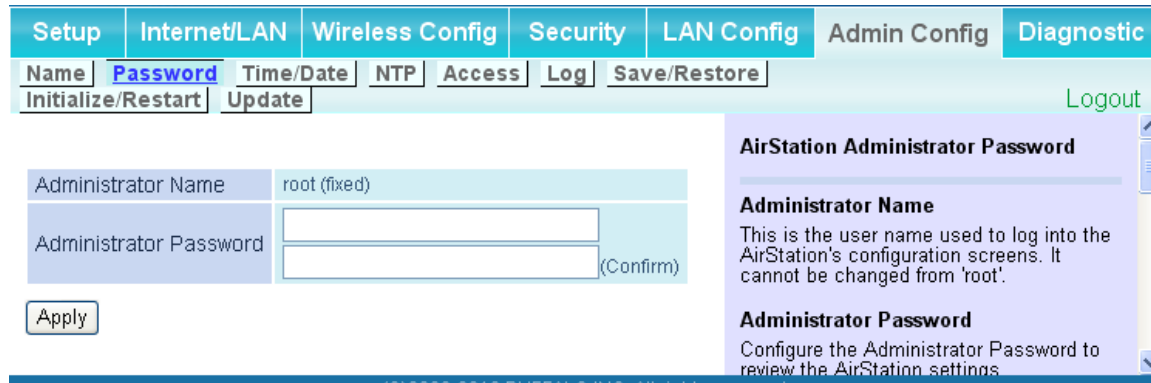 Setup Internet/LAN Wireless Config Security LAN Config Admin Config Diagnostic
Name Password Time/Date NTP Access Log Save/Restore
Initialize/Restart Update
Logout
Administrator Name root (fixed)
Administrator Password
(Confirm)
Apply
AirStation Administrator Password
Administrator Name
This is the user name used to log into the
AirStation's configuration screens. It
cannot be changed from 'root'.
Administrator Password
Configure the Administrator Password to
review the AirStation settings